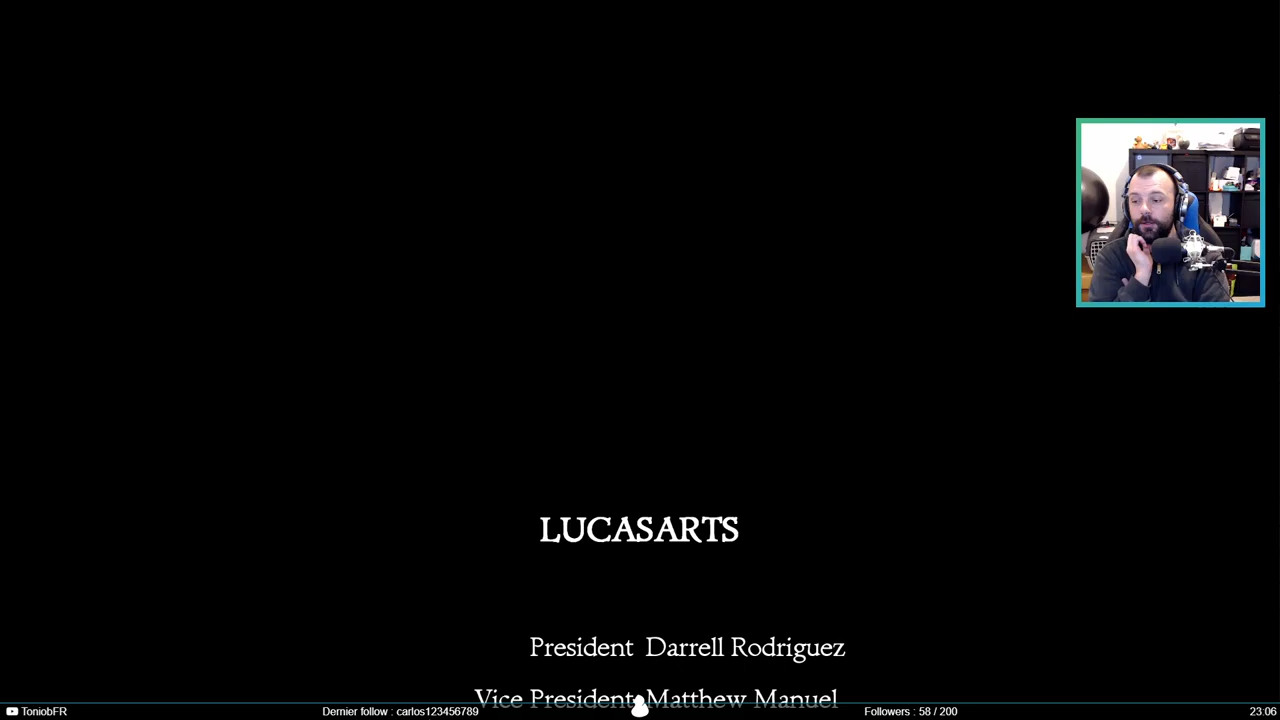 LUCASARTS
President Darrell Rodriguez
Vice President Matthew Manuel
ToniobFR
Dernier follow : carlos123456789
Followers : 58 / 200
23:06